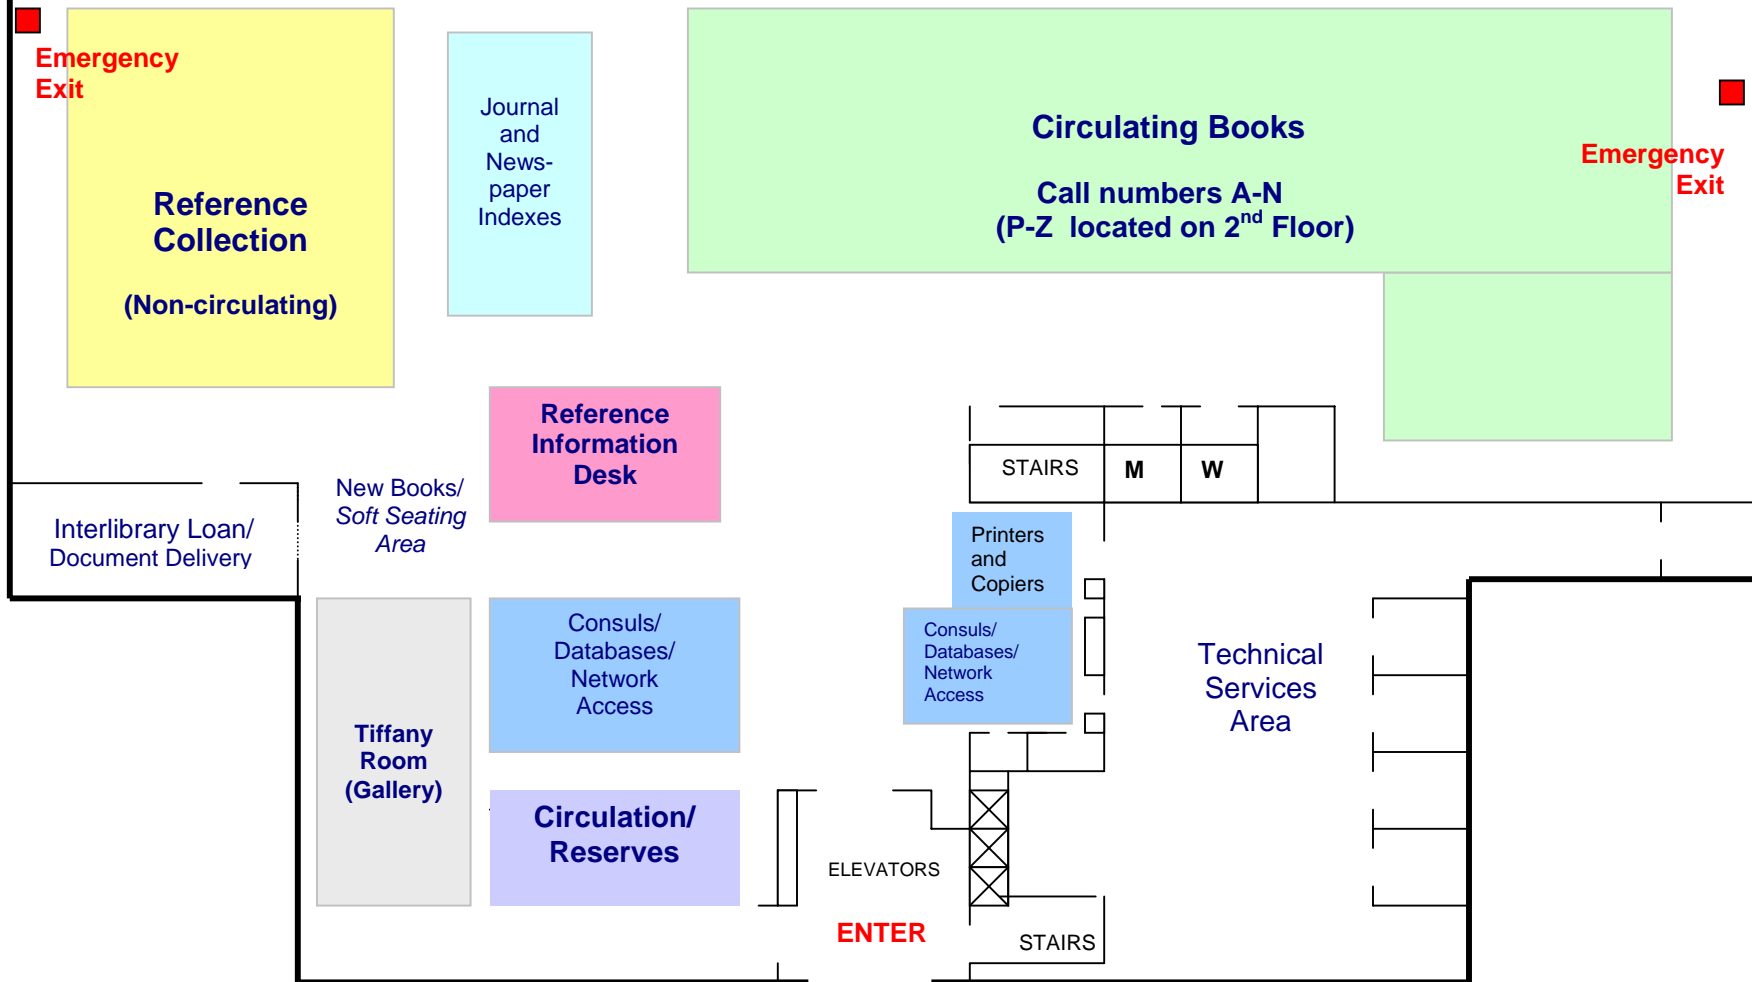 Emergency
Exit
Reference
Collection
(Non-circulating)
Journal
and
News-
paper
Indexes
Circulating Books
Call numbers A-N
(P-Z located on 2nd Floor)
Emergency
Exit
Reference
Information
Desk
STAIRS
M
W
New Books/
Soft Seating
Area
Interlibrary Loan/
Document Delivery
Printers
and
Copiers
Consuls/
Databases/
Network
Access
Consuls/
Databases/
Network
Access
Technical
Services
Area
Tiffany
Room
(Gallery)
Circulation/
Reserves
ELEVATORS
ENTER
STAIRS